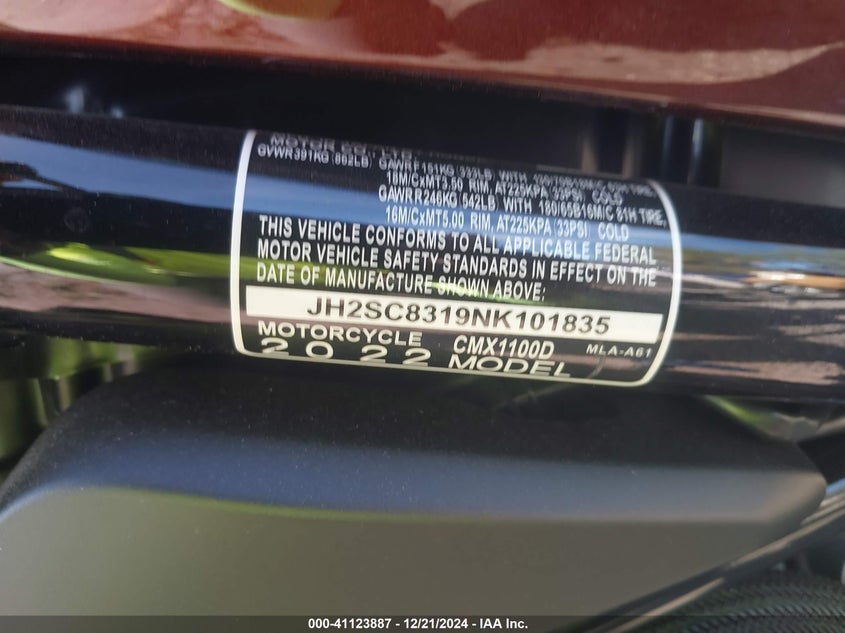 MOTOR CO., LTD.
GVWR391KG (862LB) GAWRF151KG 333LB, WITH
18M/CxMT3.50 RIM, AT225KPA (33PSI) COLD
GAWRR246KG 542LB, WITH 180/65B16M/C 81H TIRE,
16M/CxMT5.00 RIM, AT225KPA (33PSI) COLD
THIS VEHICLE CONFORMS TO ALL APPLICABLE FEDERAL
MOTOR VEHICLE SAFETY STANDARDS IN EFFECT ON THE
DATE OF MANUFACTURE SHOWN ABOVE:
JH2SC8319NK101835
MOTORCYCLE CMX1100D MLA-A61
2022 MODEL
000-41123887 - 12/21/2024 - IAA Inc.